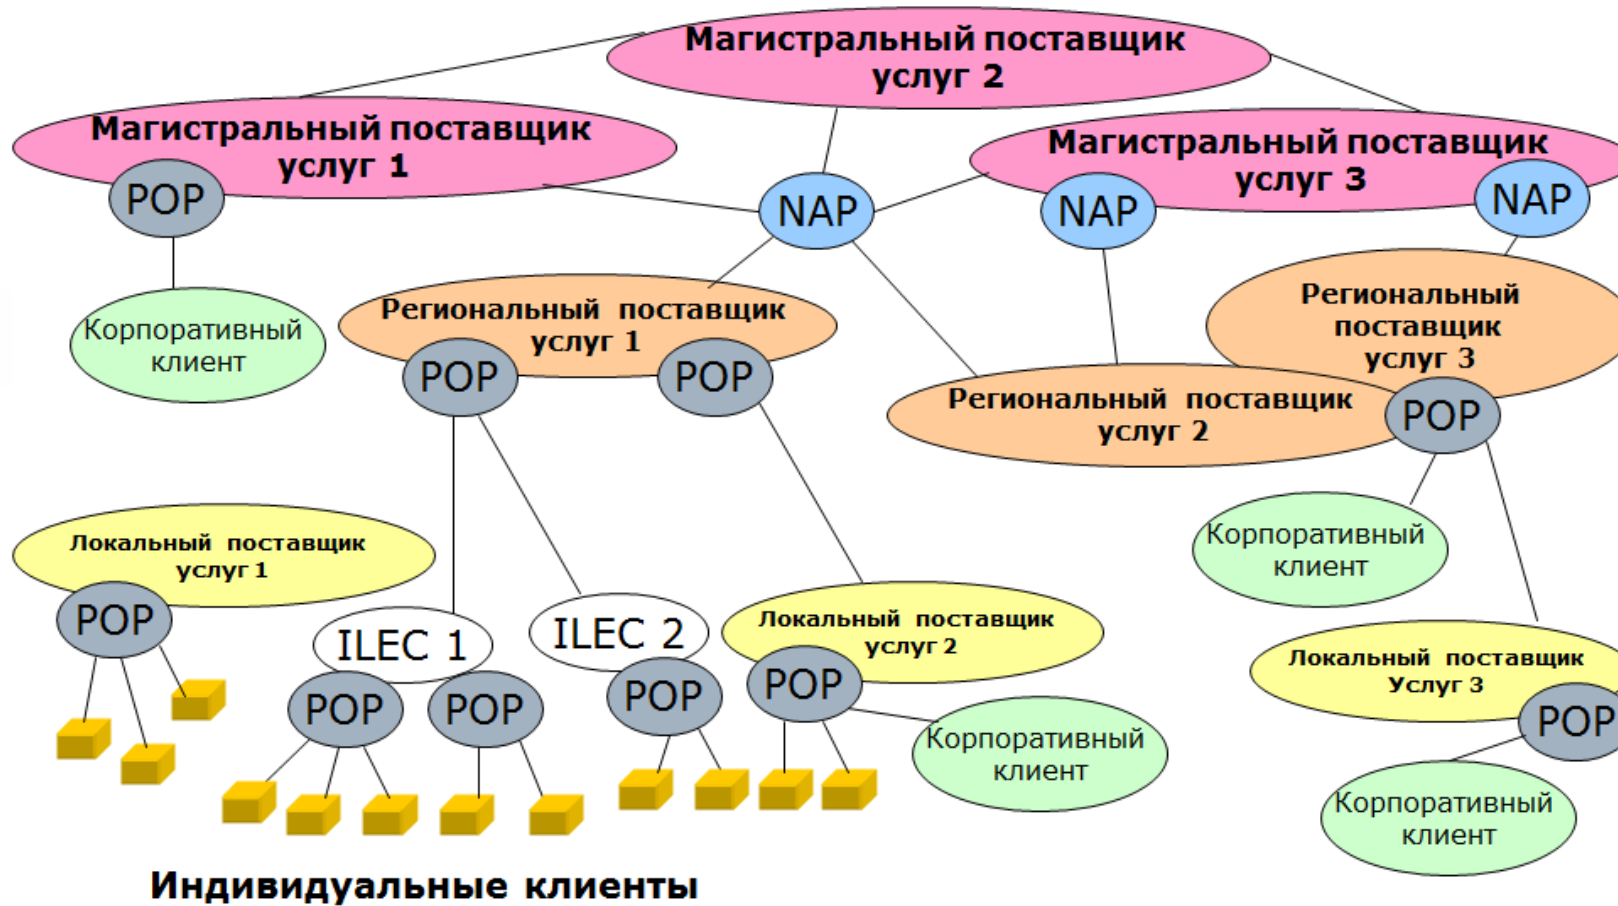 Магистральный поставщик
услуг 2
Магистральный поставщик
услуг 1
Магистральный поставщик
услуг 3
POP
NAP
NAP
NAP
Корпоративный
клиент
Региональный поставщик
услуг 1
POP
POP
Региональный
поставщик
услуг 3
Региональный поставщик
услуг 2
POP
Корпоративный
клиент
Локальный поставщик
услуг 1
POP
ILEC 1
POP
POP
ILEC 2
POP
Локальный поставщик
услуг 2
POP
Корпоративный
клиент
Локальный поставщик
Услуг 3
POP
Корпоративный
клиент
Индивидуальные клиенты